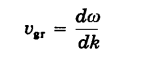 v_gr = dω/dk